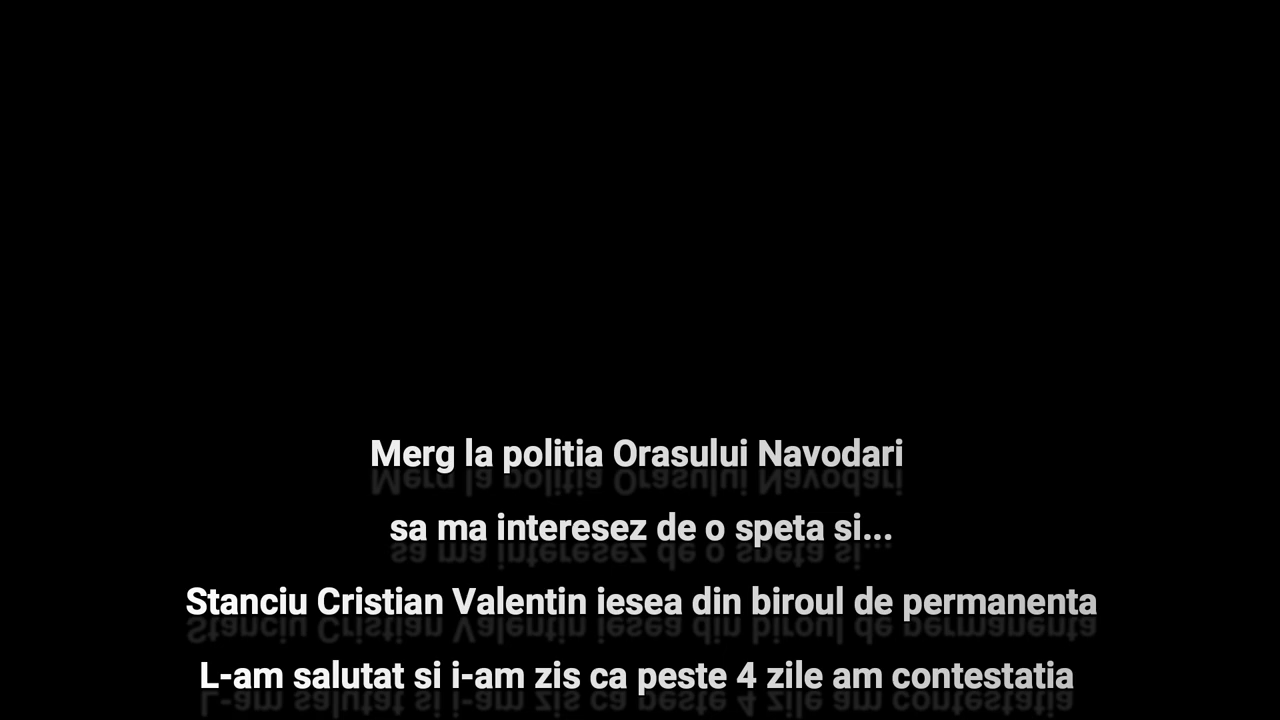 Merg la politia Orasului Navodari
sa ma interesez de o speta si...
Stanciu Cristian Valentin iesea din biroul de permanenta
L-am salutat si i-am zis ca peste 4 zile am contestatia